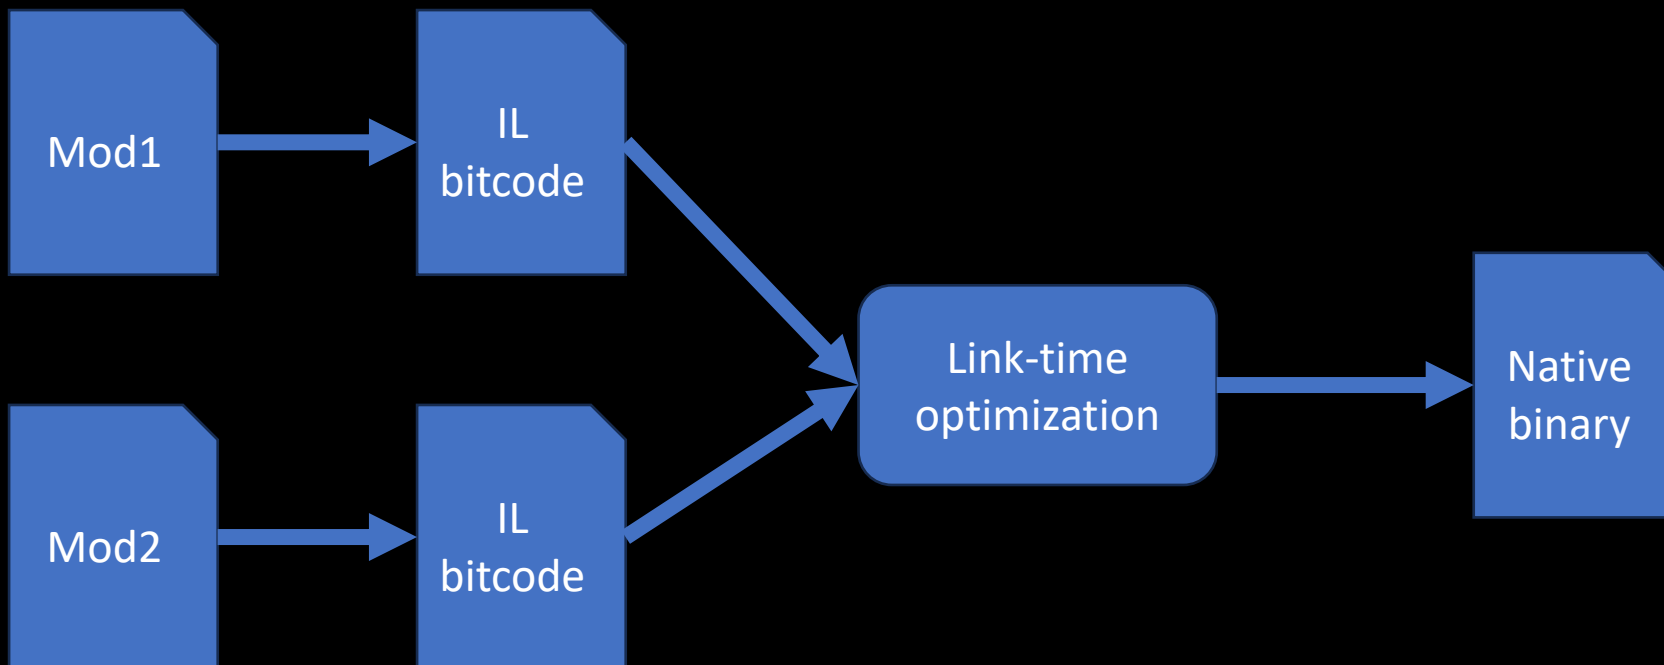 Mod1
IL
bitcode
Link-time
optimization
Native
binary
Mod2
IL
bitcode